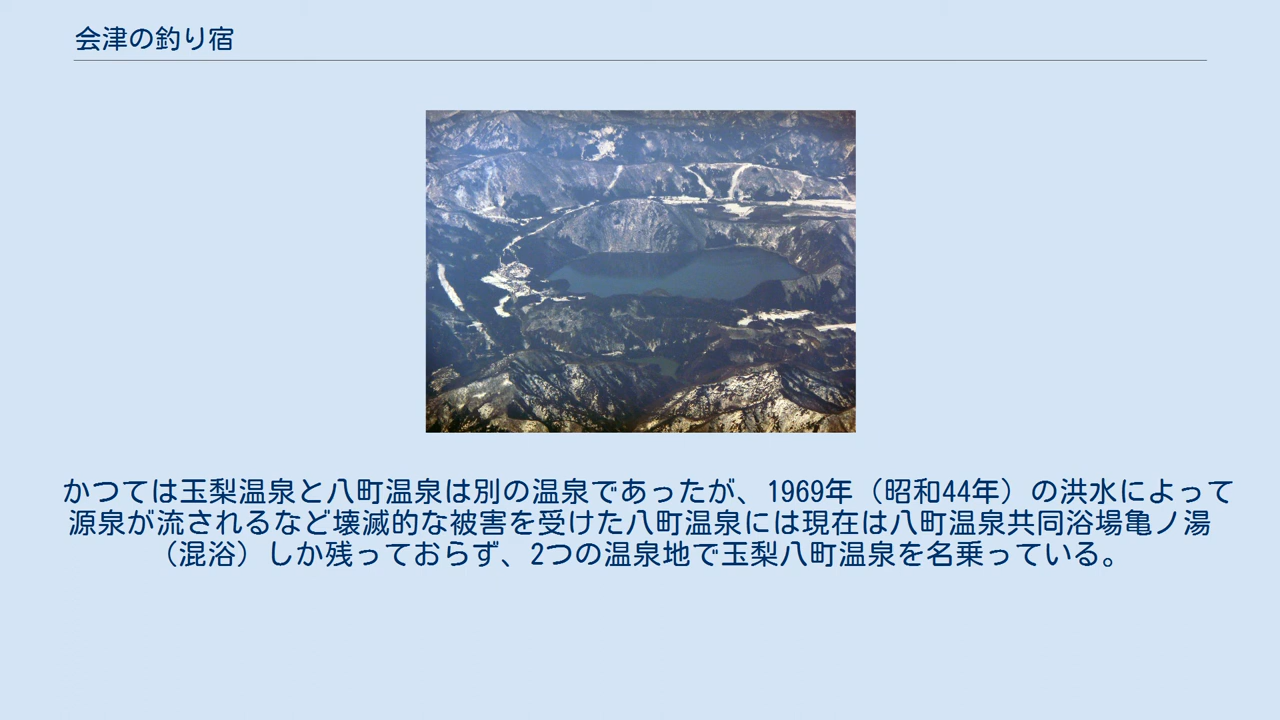 会津の釣り宿
かつては玉梨温泉と八町温泉は別の温泉であったが、1969年（昭和44年）の洪水によって
源泉が流されるなど壊滅的な被害を受けた八町温泉には現在は八町温泉共同浴場亀ノ湯
（混浴）しか残っておらず、2つの温泉地で玉梨八町温泉を名乗っている。